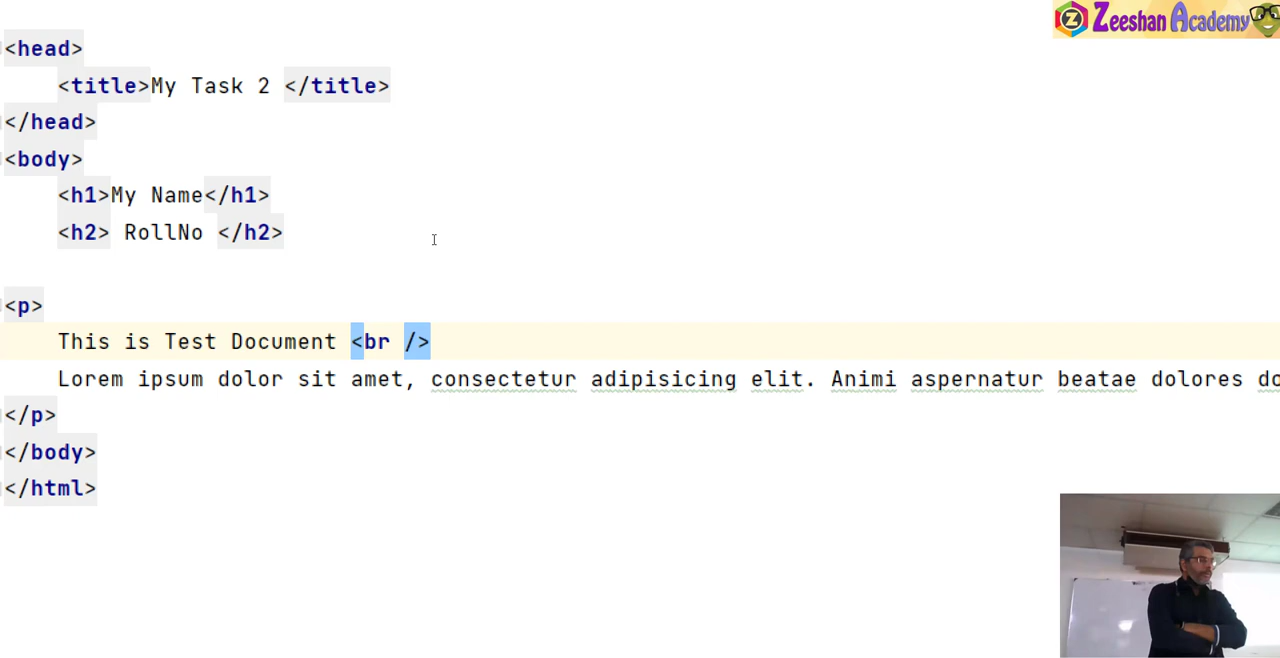 Zeeshan Academy
<head>
<title>My Task 2 </title>
</head>
<body>
<h1>My Name</h1>
<h2> RollNo </h2>
<p>
This is Test Document <br />
Lorem ipsum dolor sit amet, consectetur adipisicing elit. Animi aspernatur beatae dolores do
</p>
</body>
</html>